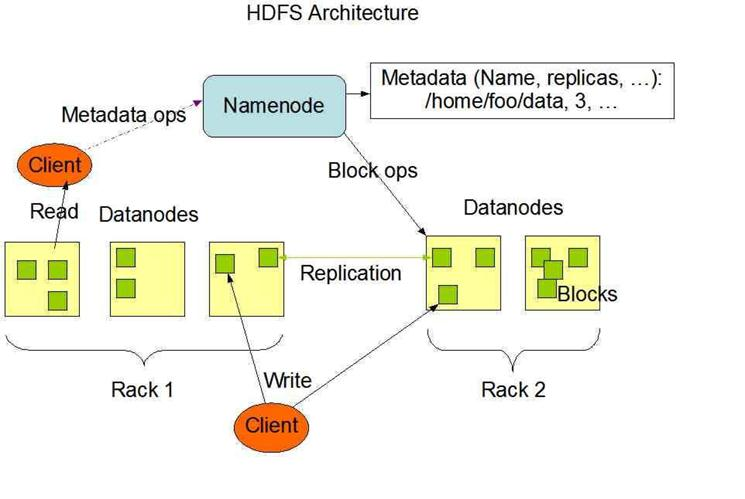 HDFS Architecture
Metadata (Name, replicas, …):
/home/foo/data, 3, …
Namenode
Metadata ops
Client
Block ops
Read
Datanodes
Datanodes
Replication
Blocks
Rack 1
Write
Rack 2
Client